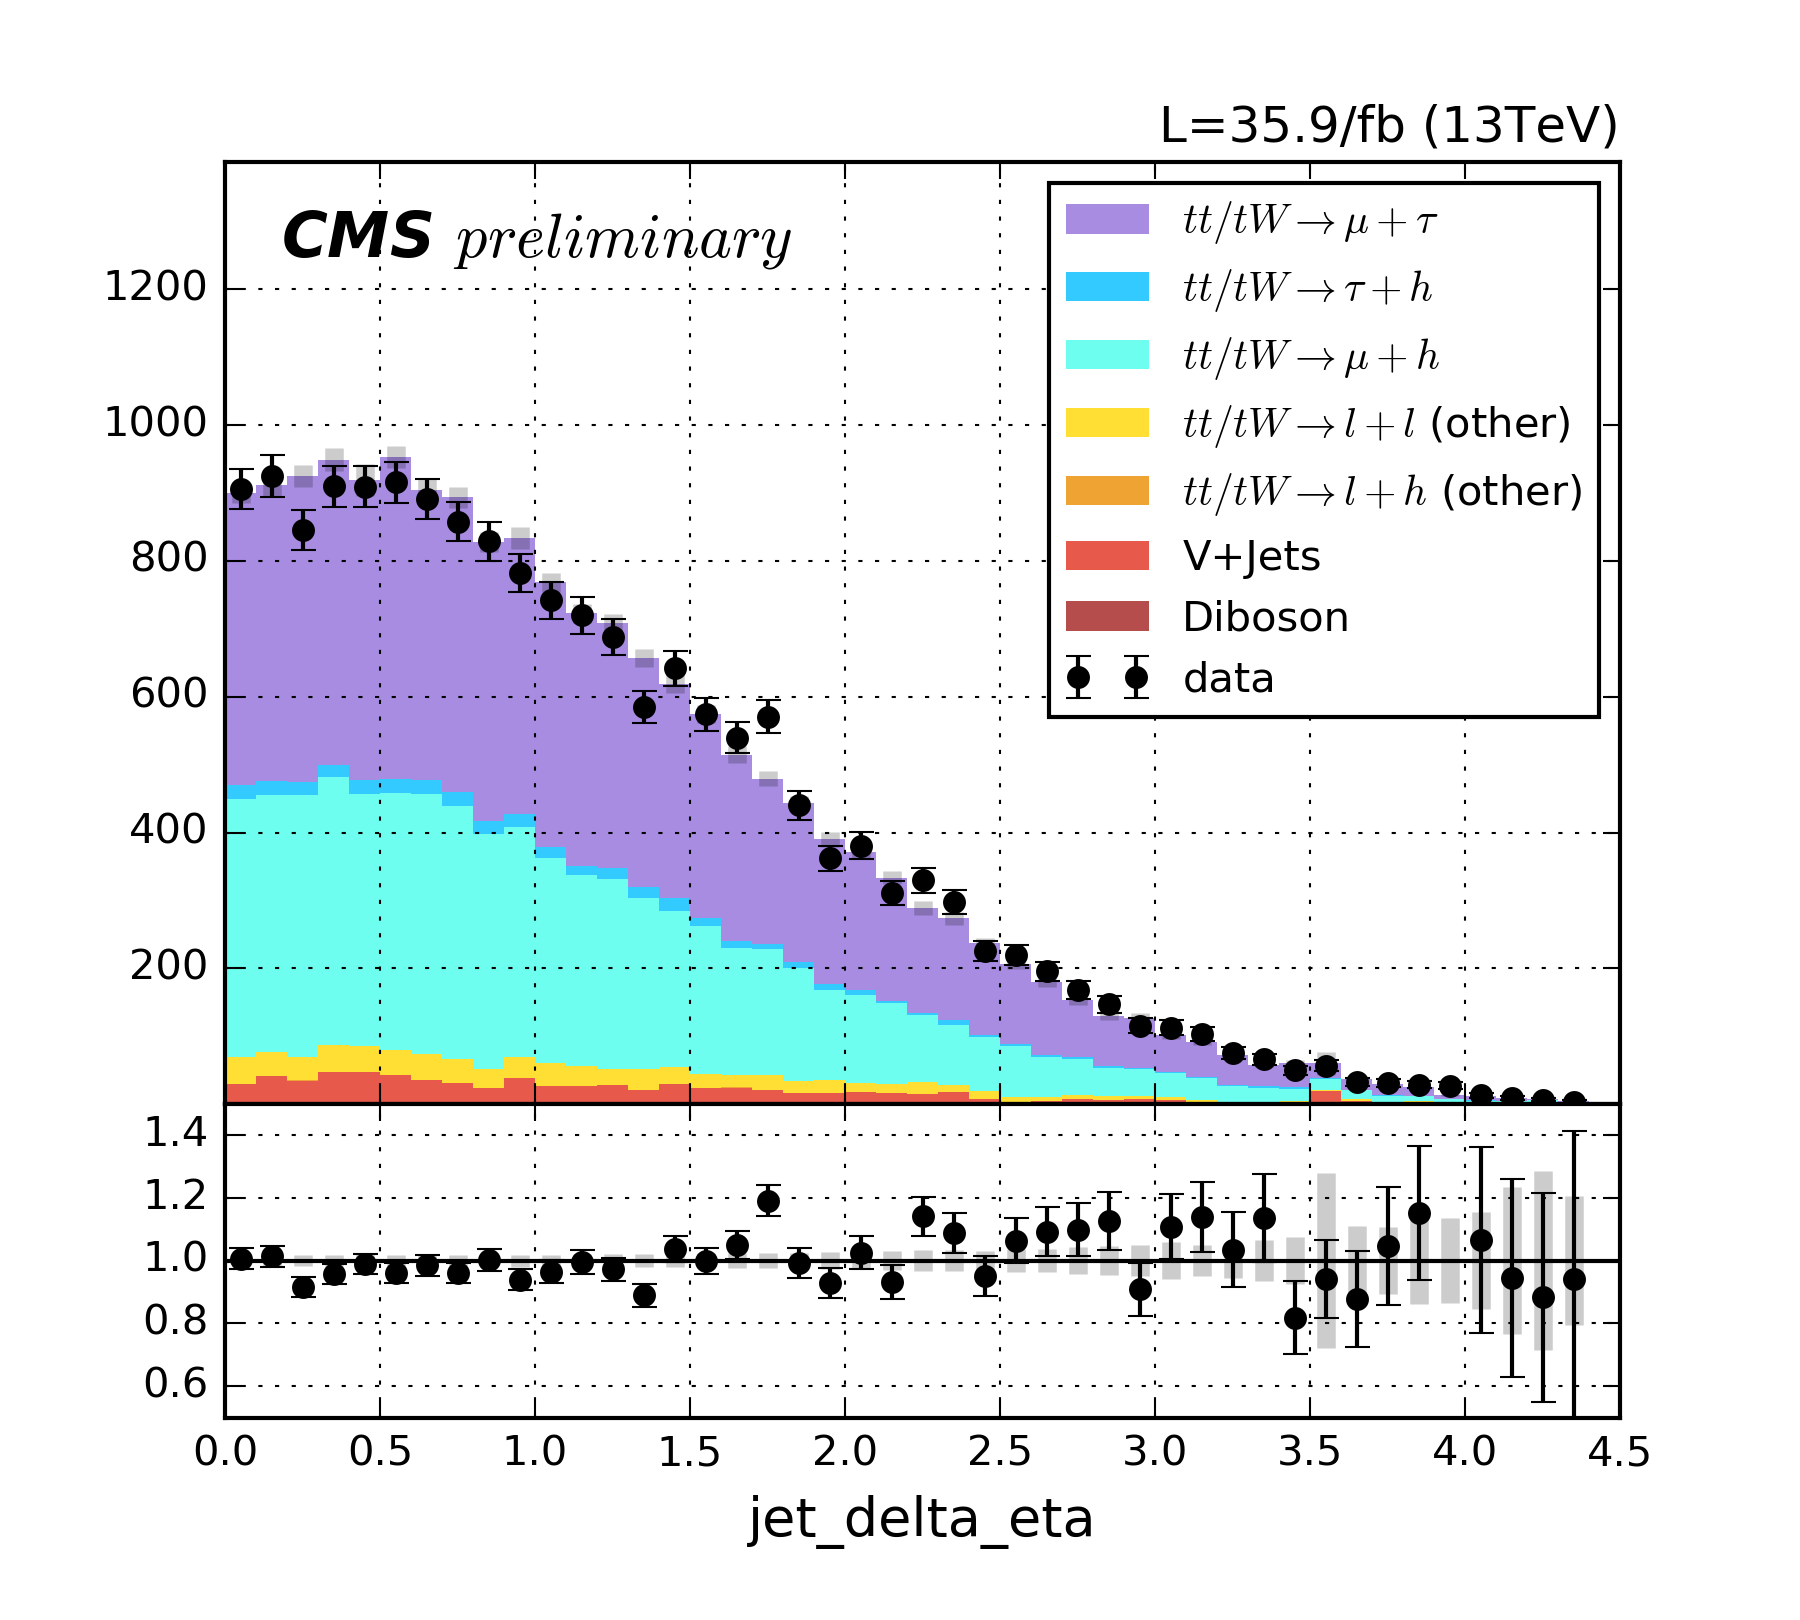 L=35.9/fb (13TeV)
CMS preliminary
tt/tW→μ+τ
tt/tW→τ+h
tt/tW→μ+h
tt/tW→l+l (other)
tt/tW→l+h (other)
V+Jets
Diboson
data
1200
1000
800
600
400
200
1.4
1.2
1.0
0.8
0.6
0.0 0.5 1.0 1.5 2.0 2.5 3.0 3.5 4.0 4.5
jet_delta_eta